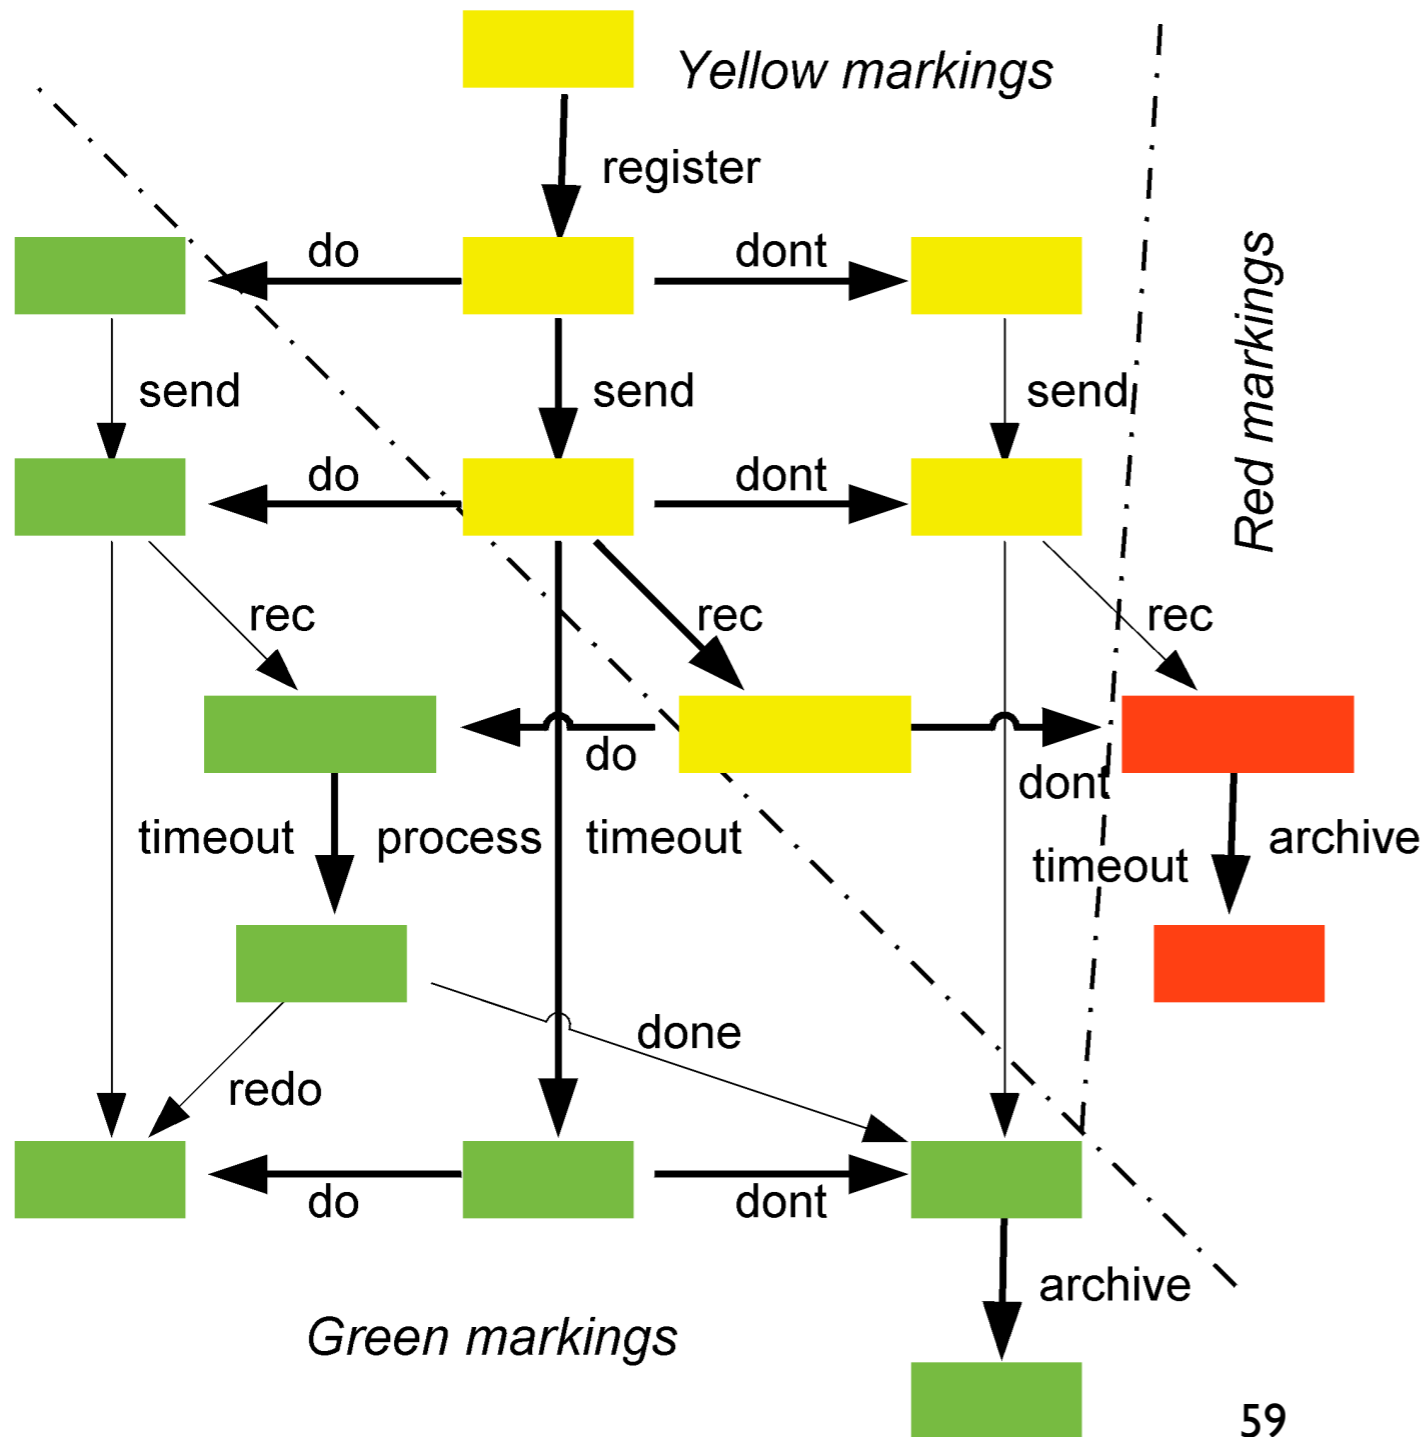 Yellow markings
register
do
dont
Red markings
send
send
send
do
dont
rec
rec
rec
do
dont
timeout
process
timeout
timeout
archive
done
redo
do
dont
archive
Green markings
59